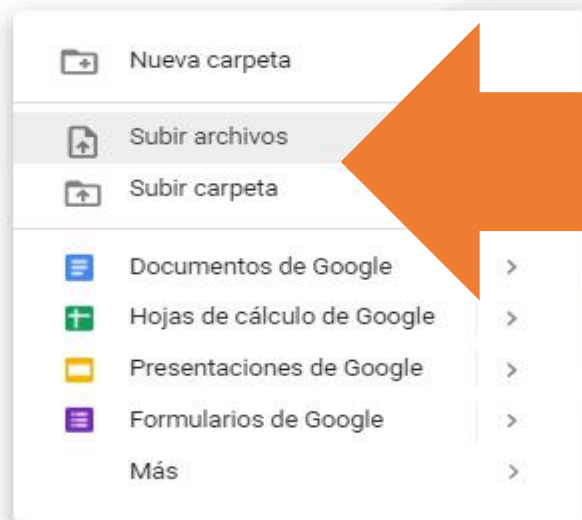 Nueva carpeta
Subir archivos
Subir carpeta
Documentos de Google
Hojas de cálculo de Google
Presentaciones de Google
Formularios de Google
Más